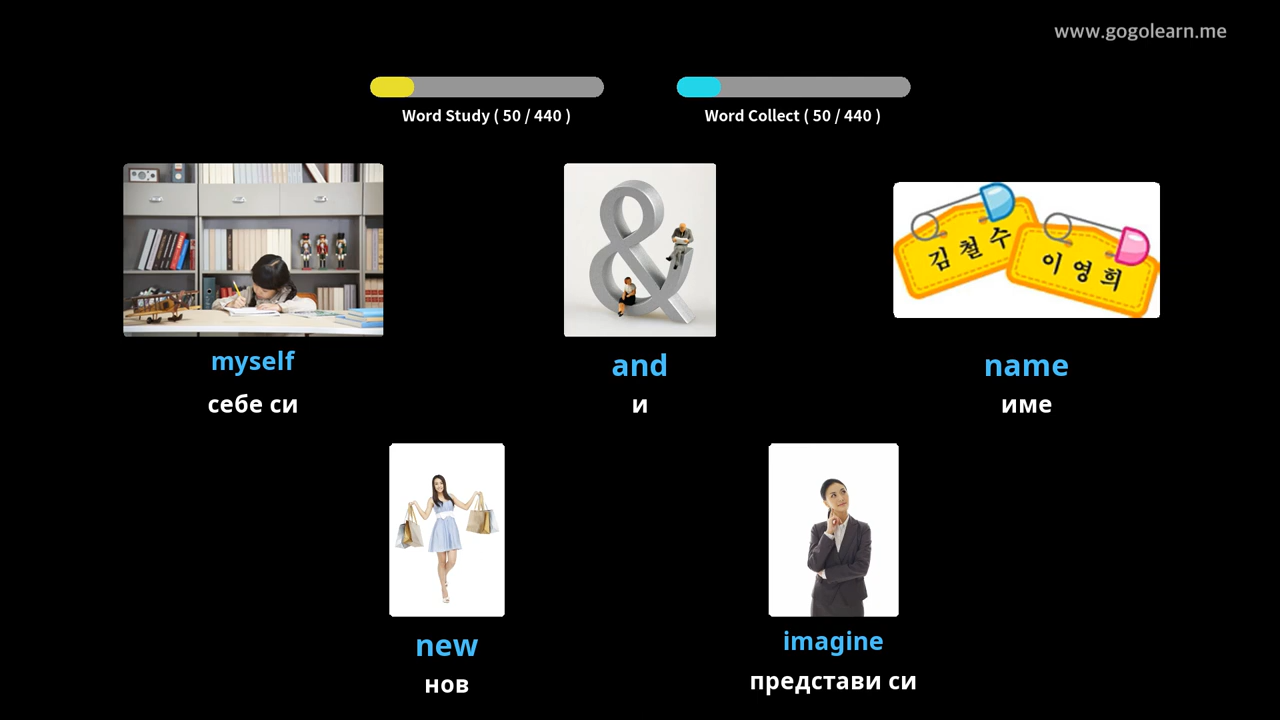 www.gogolearn.me
Word Study ( 50 / 440 )
Word Collect ( 50 / 440 )
&
김철수
이영희
myself
and
name
себе си
и
име
new
imagine
нов
представи си